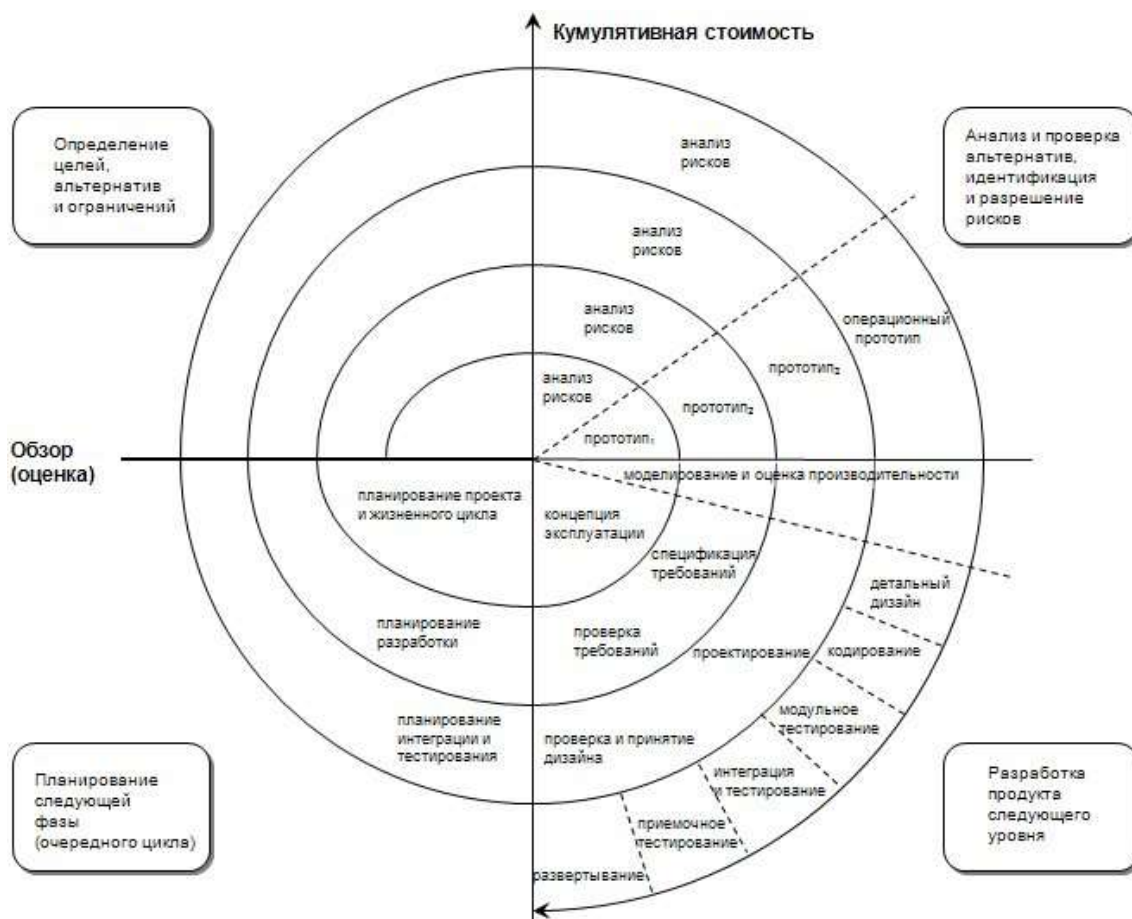 Кумулятивная стоимость
Определение
целей,
альтернатив
и ограничений
Анализ и проверка
альтернатив,
идентификация
и разрешение
рисков
анализ
рисков
анализ
рисков
анализ
рисков
анализ
рисков
операционный
прототип
прототип₂
прототип₂
прототип₁
Обзор
(оценка)
моделирование и оценка производительности
планирование проекта
и жизненного цикла
концепция
эксплуатации
спецификация
требований
детальный
дизайн
планирование
разработки
проверка
требований
проектирование
кодирование
планирование
интеграции и
тестирования
проверка и принятие
дизайна
модульное
тестирование
интеграция
и тестирование
приемочное
тестирование
развертывание
Планирование
следующей
фазы
(очередного цикла)
Разработка
продукта
следующего
уровня